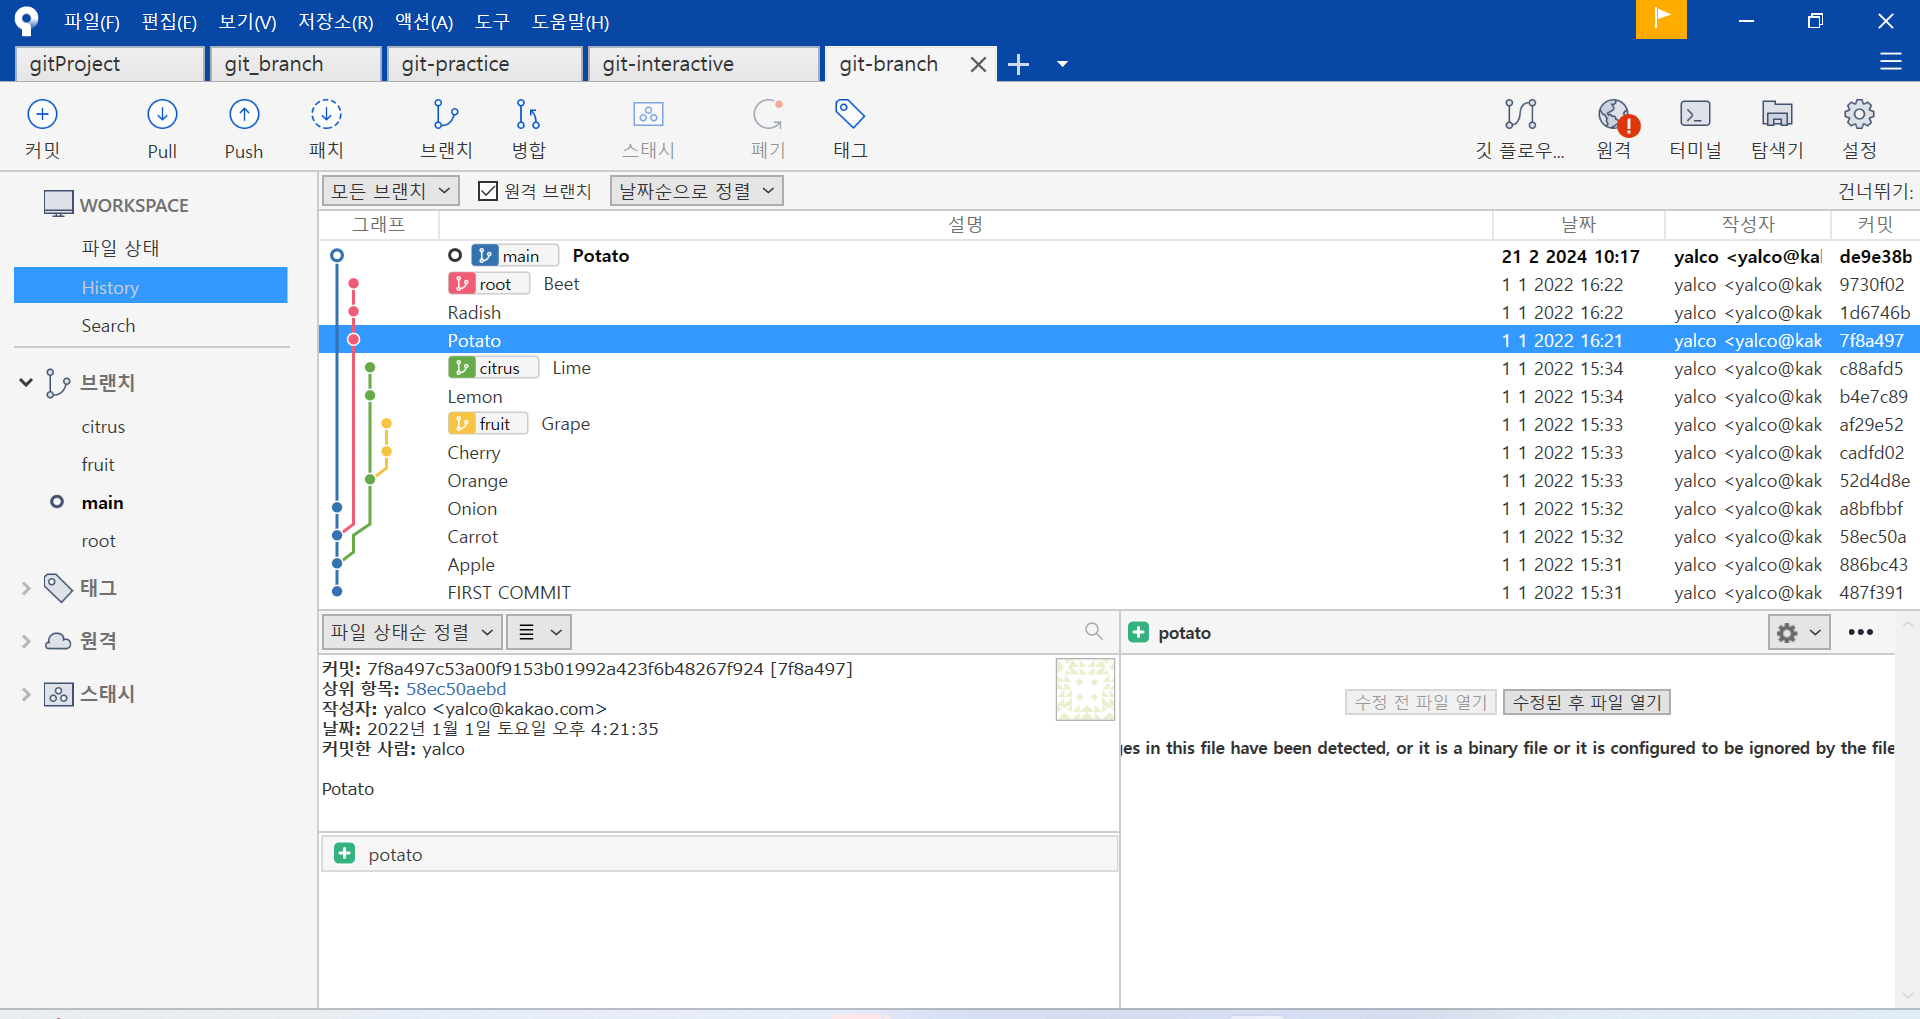 파일(F) 편집(E) 보기(V) 저장소(R) 액션(A) 도구 도움말(H)
gitProject git_branch git-practice git-interactive git-branch
커밋 Pull Push 패치 브랜치 병합 스태시 폐기 태그 깃 플로우... 원격 터미널 탐색기 설정
WORKSPACE
파일 상태
History
Search
브랜치
citrus
fruit
main
root
태그
원격
스태시
모든 브랜치 원격 브랜치 날짜순으로 정렬 건너뛰기:
그래프 설명 날짜 작성자 커밋
main Potato 21 2 2024 10:17 yalco <yalco@ka de9e38b
root Beet 1 1 2022 16:22 yalco <yalco@kak 9730f02
Radish 1 1 2022 16:22 yalco <yalco@kak 1d6746b
Potato 1 1 2022 16:21 yalco <yalco@kak 7f8a497
citrus Lime 1 1 2022 15:34 yalco <yalco@kak c88afd5
Lemon 1 1 2022 15:34 yalco <yalco@kak b4e7c89
fruit Grape 1 1 2022 15:33 yalco <yalco@kak af29e52
Cherry 1 1 2022 15:33 yalco <yalco@kak cadfd02
Orange 1 1 2022 15:33 yalco <yalco@kak 52d4d8e
Onion 1 1 2022 15:32 yalco <yalco@kak a8bfbbf
Carrot 1 1 2022 15:32 yalco <yalco@kak 58ec50a
Apple 1 1 2022 15:31 yalco <yalco@kak 886bc43
FIRST COMMIT 1 1 2022 15:31 yalco <yalco@kak 487f391
파일 상태순 정렬
커밋: 7f8a497c53a00f9153b01992a423f6b48267f924 [7f8a497]
상위 항목: 58ec50aebd
작성자: yalco <yalco@kakao.com>
날짜: 2022년 1월 1일 토요일 오후 4:21:35
커밋한 사람: yalco
Potato
potato
potato
수정 전 파일 열기 수정된 후 파일 열기
es in this file have been detected, or it is a binary file or it is configured to be ignored by the file